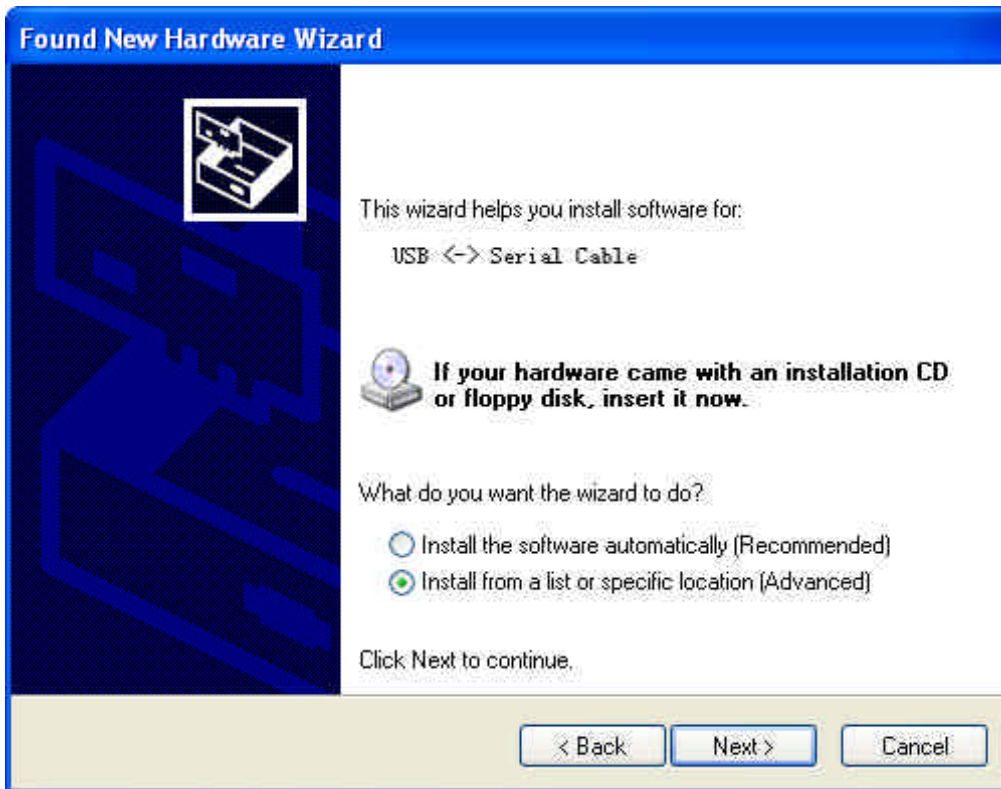 Found New Hardware Wizard
This wizard helps you install software for:
USB <-> Serial Cable
If your hardware came with an installation CD
or floppy disk, insert it now.
What do you want the wizard to do?
Install the software automatically (Recommended)
Install from a list or specific location (Advanced)
Click Next to continue.
< Back Next > Cancel